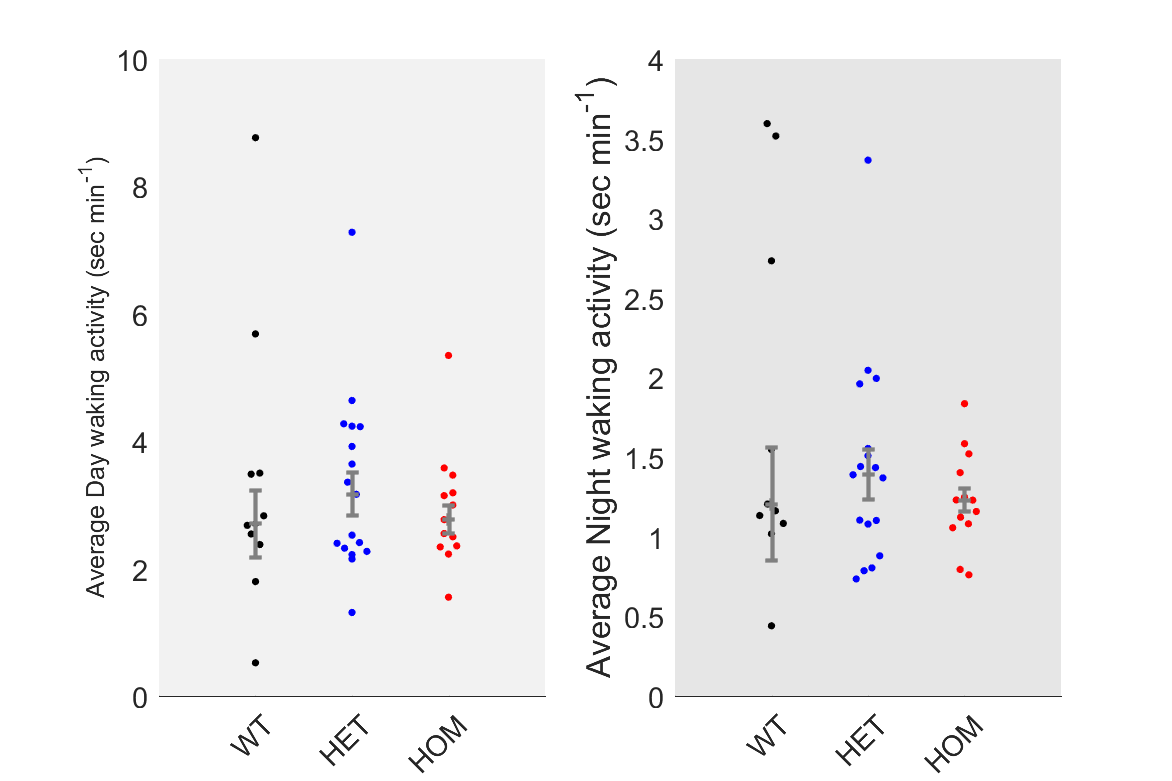 Average Day waking activity (sec min-1)
10
8
6
4
2
0
WT
HET
HOM
Average Night waking activity (sec min-1)
4
3.5
3
2.5
2
1.5
1
0.5
0
WT
HET
HOM